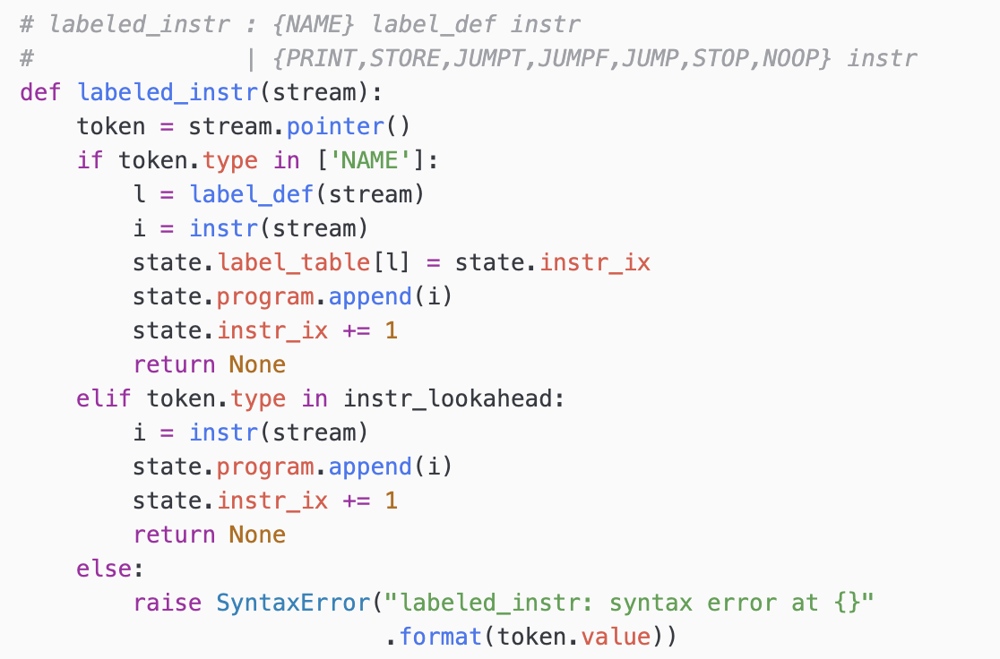 # labeled_instr : {NAME} label_def instr
#               | {PRINT,STORE,JUMPT,JUMPF,JUMP,STOP,NOOP} instr
def labeled_instr(stream):
    token = stream.pointer()
    if token.type in ['NAME']:
        l = label_def(stream)
        i = instr(stream)
        state.label_table[l] = state.instr_ix
        state.program.append(i)
        state.instr_ix += 1
        return None
    elif token.type in instr_lookahead:
        i = instr(stream)
        state.program.append(i)
        state.instr_ix += 1
        return None
    else:
        raise SyntaxError("labeled_instr: syntax error at {}"
                          .format(token.value))